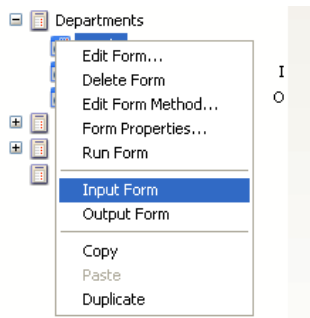 Departments
Edit Form...
Delete Form
I
Edit Form Method...
O
Form Properties...
Run Form
Input Form
Output Form
Copy
Paste
Duplicate